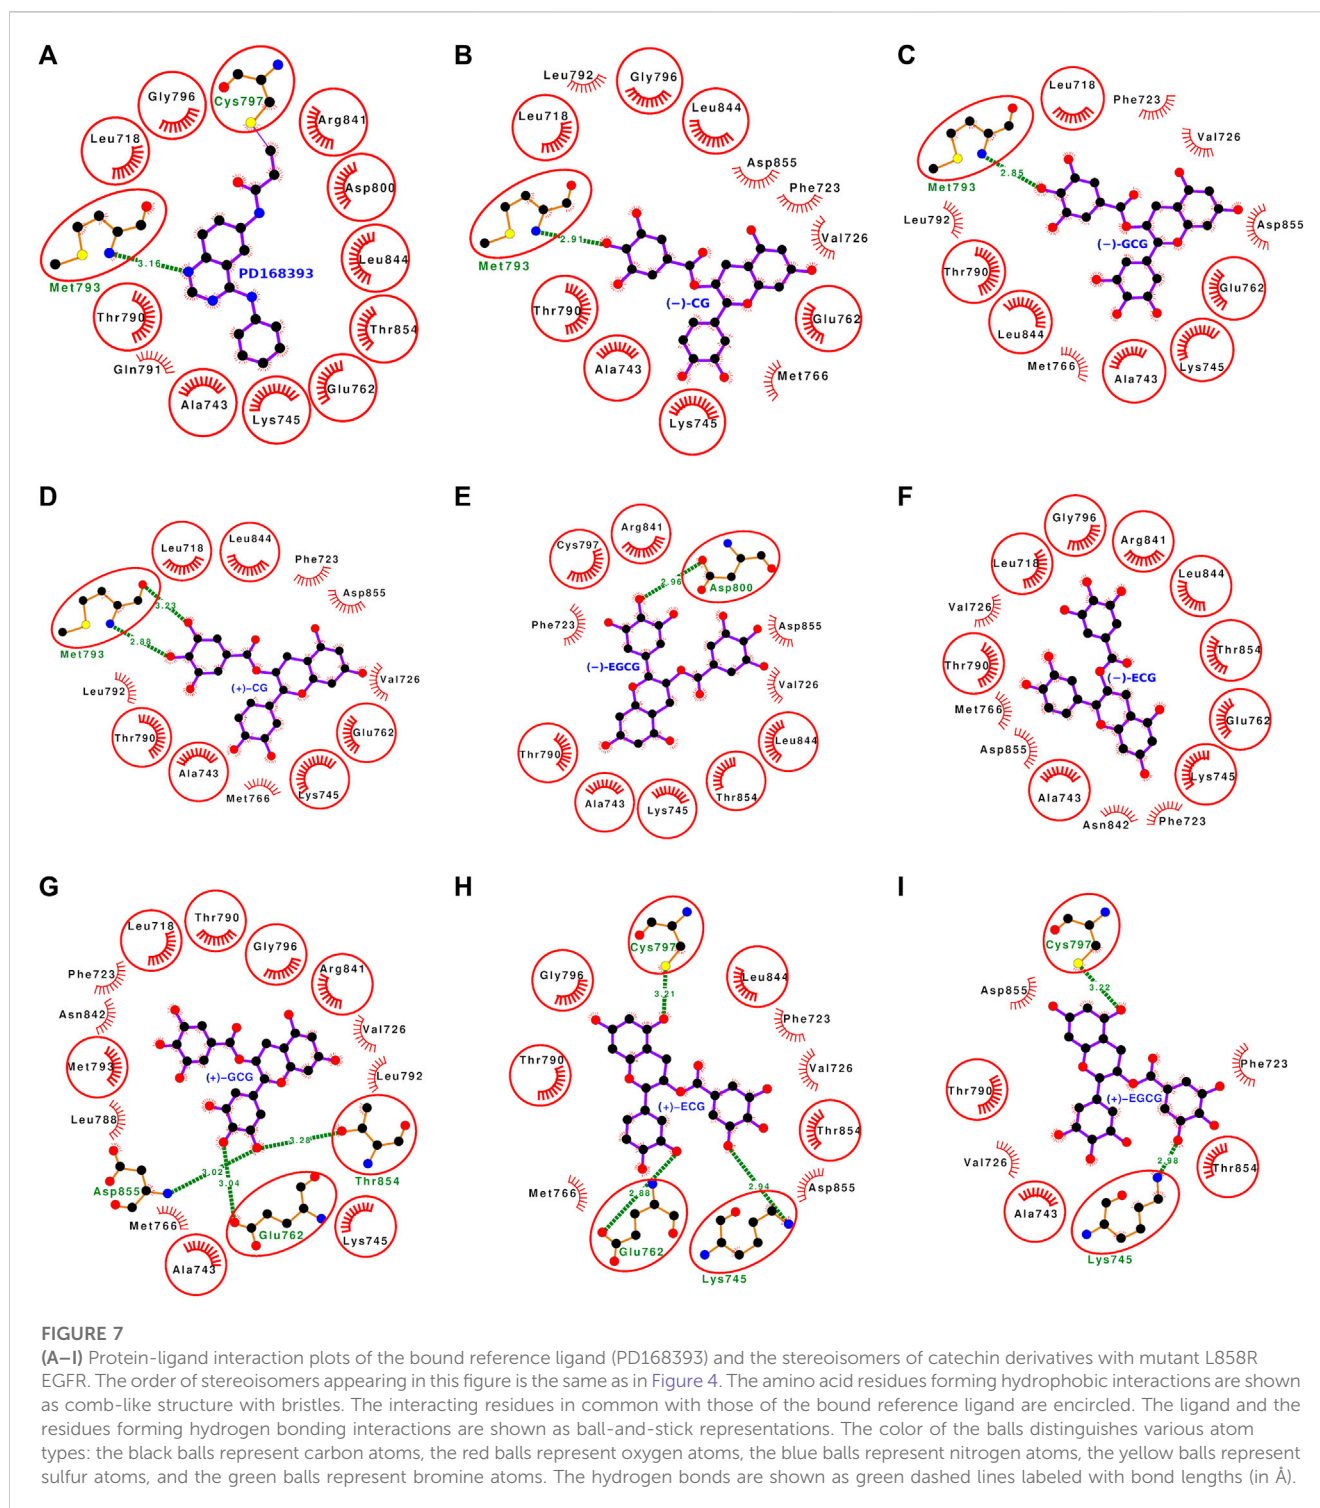 A
Cys797
Gly796
Arg841
Leu718
Asp800
Met793
3.16
PD168393
Leu844
Thr790
Thr854
Gln791
Glu762
Ala743
Lys745
B
Leu792
Gly796
Leu718
Leu844
Asp855
Phe723
Val726
Met793
2.91
(−)-CG
Thr790
Glu762
Ala743
Met766
Lys745
C
Leu718
Phe723
Val726
Met793
2.85
Leu792
Asp855
(−)-GCG
Thr790
Glu762
Leu844
Met766
Lys745
Ala743
D
Leu718
Leu844
Phe723
Asp855
3.23
2.88
Met793
Leu792
(+)-CG
Val726
Thr790
Glu762
Ala743
Met766
Lys745
E
Cys797
Arg841
2.96
Asp800
Phe723
Asp855
(−)-EGCG
Val726
Thr790
Leu844
Ala743
Lys745
Thr854
F
Gly796
Arg841
Leu718
Leu844
Val726
Thr790
Thr854
(−)-ECG
Met766
Glu762
Asp855
Lys745
Ala743
Asn842
Phe723
G
Leu718
Thr790
Gly796
Arg841
Phe723
Asn842
Val726
Met793
(+)-GCG
Leu792
Leu788
3.28
3.02
3.04
Asp855
Thr854
Met766
Glu762
Lys745
Ala743
H
Cys797
Gly796
Leu844
3.21
Phe723
Thr790
Val726
(+)-ECG
Thr854
Met766
2.88
2.94
Asp855
Glu762
Lys745
I
Cys797
Asp855
3.22
Phe723
Thr790
(+)-EGCG
Val726
2.98
Thr854
Ala743
Lys745
FIGURE 7
(A–I) Protein-ligand interaction plots of the bound reference ligand (PD168393) and the stereoisomers of catechin derivatives with mutant L858R
EGFR. The order of stereoisomers appearing in this figure is the same as in Figure 4. The amino acid residues forming hydrophobic interactions are shown
as comb-like structure with bristles. The interacting residues in common with those of the bound reference ligand are encircled. The ligand and the
residues forming hydrogen bonding interactions are shown as ball-and-stick representations. The color of the balls distinguishes various atom
types: the black balls represent carbon atoms, the red balls represent oxygen atoms, the blue balls represent nitrogen atoms, the yellow balls represent
sulfur atoms, and the green balls represent bromine atoms. The hydrogen bonds are shown as green dashed lines labeled with bond lengths (in Å).